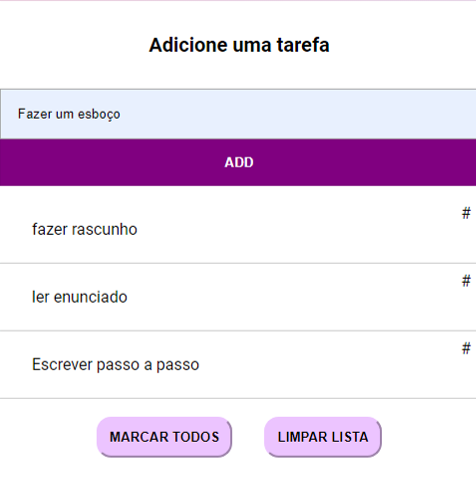 Adicione uma tarefa
Fazer um esboço
ADD
#
fazer rascunho
#
ler enunciado
#
Escrever passo a passo
MARCAR TODOS LIMPAR LISTA